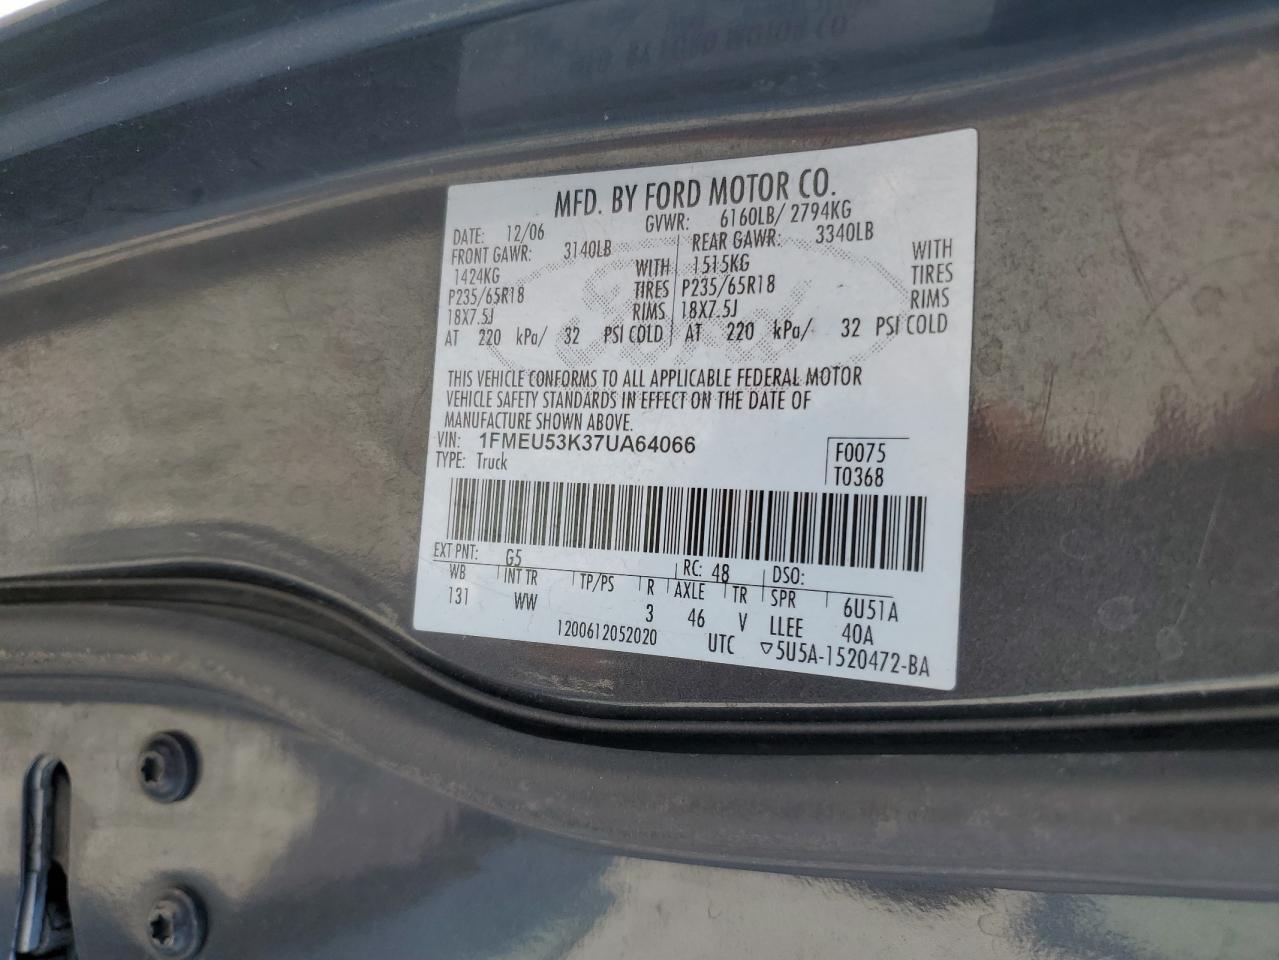 MFD. BY FORD MOTOR CO.
DATE: 12/06 GVWR: 6160LB/ 2794KG
FRONT GAWR: 3140LB REAR GAWR: 3340LB
1424KG WITH 1515KG WITH
P235/65R18 TIRES P235/65R18 TIRES
18X7.5J RIMS 18X7.5J RIMS
AT 220 kPa/ 32 PSI COLD AT 220 kPa/ 32 PSI COLD
THIS VEHICLE CONFORMS TO ALL APPLICABLE FEDERAL MOTOR
VEHICLE SAFETY STANDARDS IN EFFECT ON THE DATE OF
MANUFACTURE SHOWN ABOVE.
VIN: 1FMEU53K37UA64066 F0075
TYPE: Truck T0368
EXT PNT: G5 RC: 48 DSO:
WB INT TR TP/PS R AXLE TR SPR 6U51A
131 WW 3 46 V LLEE 40A
1200612052020 UTC ▽5U5A-1520472-BA